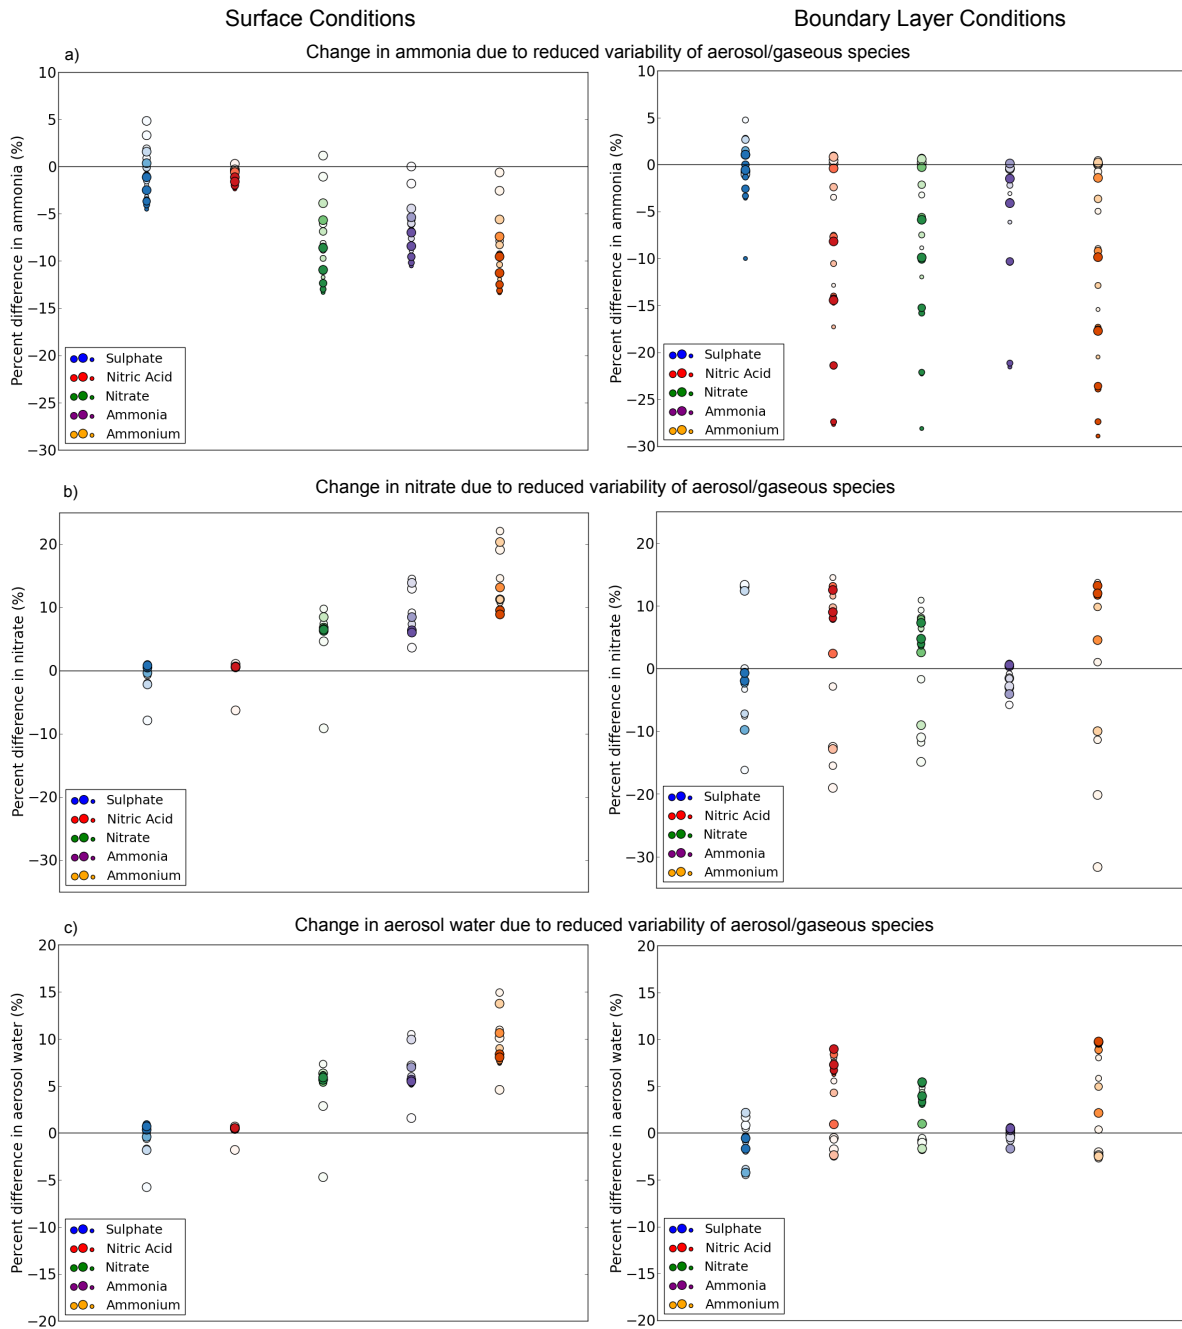 Surface Conditions
Boundary Layer Conditions
a)
Change in ammonia due to reduced variability of aerosol/gaseous species
Percent difference in ammonia (%)
10
5
0
−5
−10
−15
−20
−25
−30
Sulphate
Nitric Acid
Nitrate
Ammonia
Ammonium
Percent difference in ammonia (%)
10
5
0
−5
−10
−15
−20
−25
−30
Sulphate
Nitric Acid
Nitrate
Ammonia
Ammonium
b)
Change in nitrate due to reduced variability of aerosol/gaseous species
Percent difference in nitrate (%)
20
10
0
−10
−20
−30
Sulphate
Nitric Acid
Nitrate
Ammonia
Ammonium
Percent difference in nitrate (%)
20
10
0
−10
−20
−30
Sulphate
Nitric Acid
Nitrate
Ammonia
Ammonium
c)
Change in aerosol water due to reduced variability of aerosol/gaseous species
Percent difference in aerosol water (%)
20
15
10
5
0
−5
−10
−15
−20
Sulphate
Nitric Acid
Nitrate
Ammonia
Ammonium
Percent difference in aerosol water (%)
20
15
10
5
0
−5
−10
−15
−20
Sulphate
Nitric Acid
Nitrate
Ammonia
Ammonium